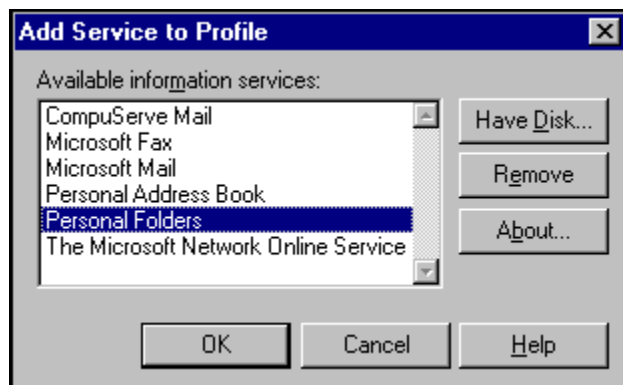 Add Service to Profile
Available information services:
CompuServe Mail
Microsoft Fax
Microsoft Mail
Personal Address Book
Personal Folders
The Microsoft Network Online Service
Have Disk...
Remove
About...
OK
Cancel
Help